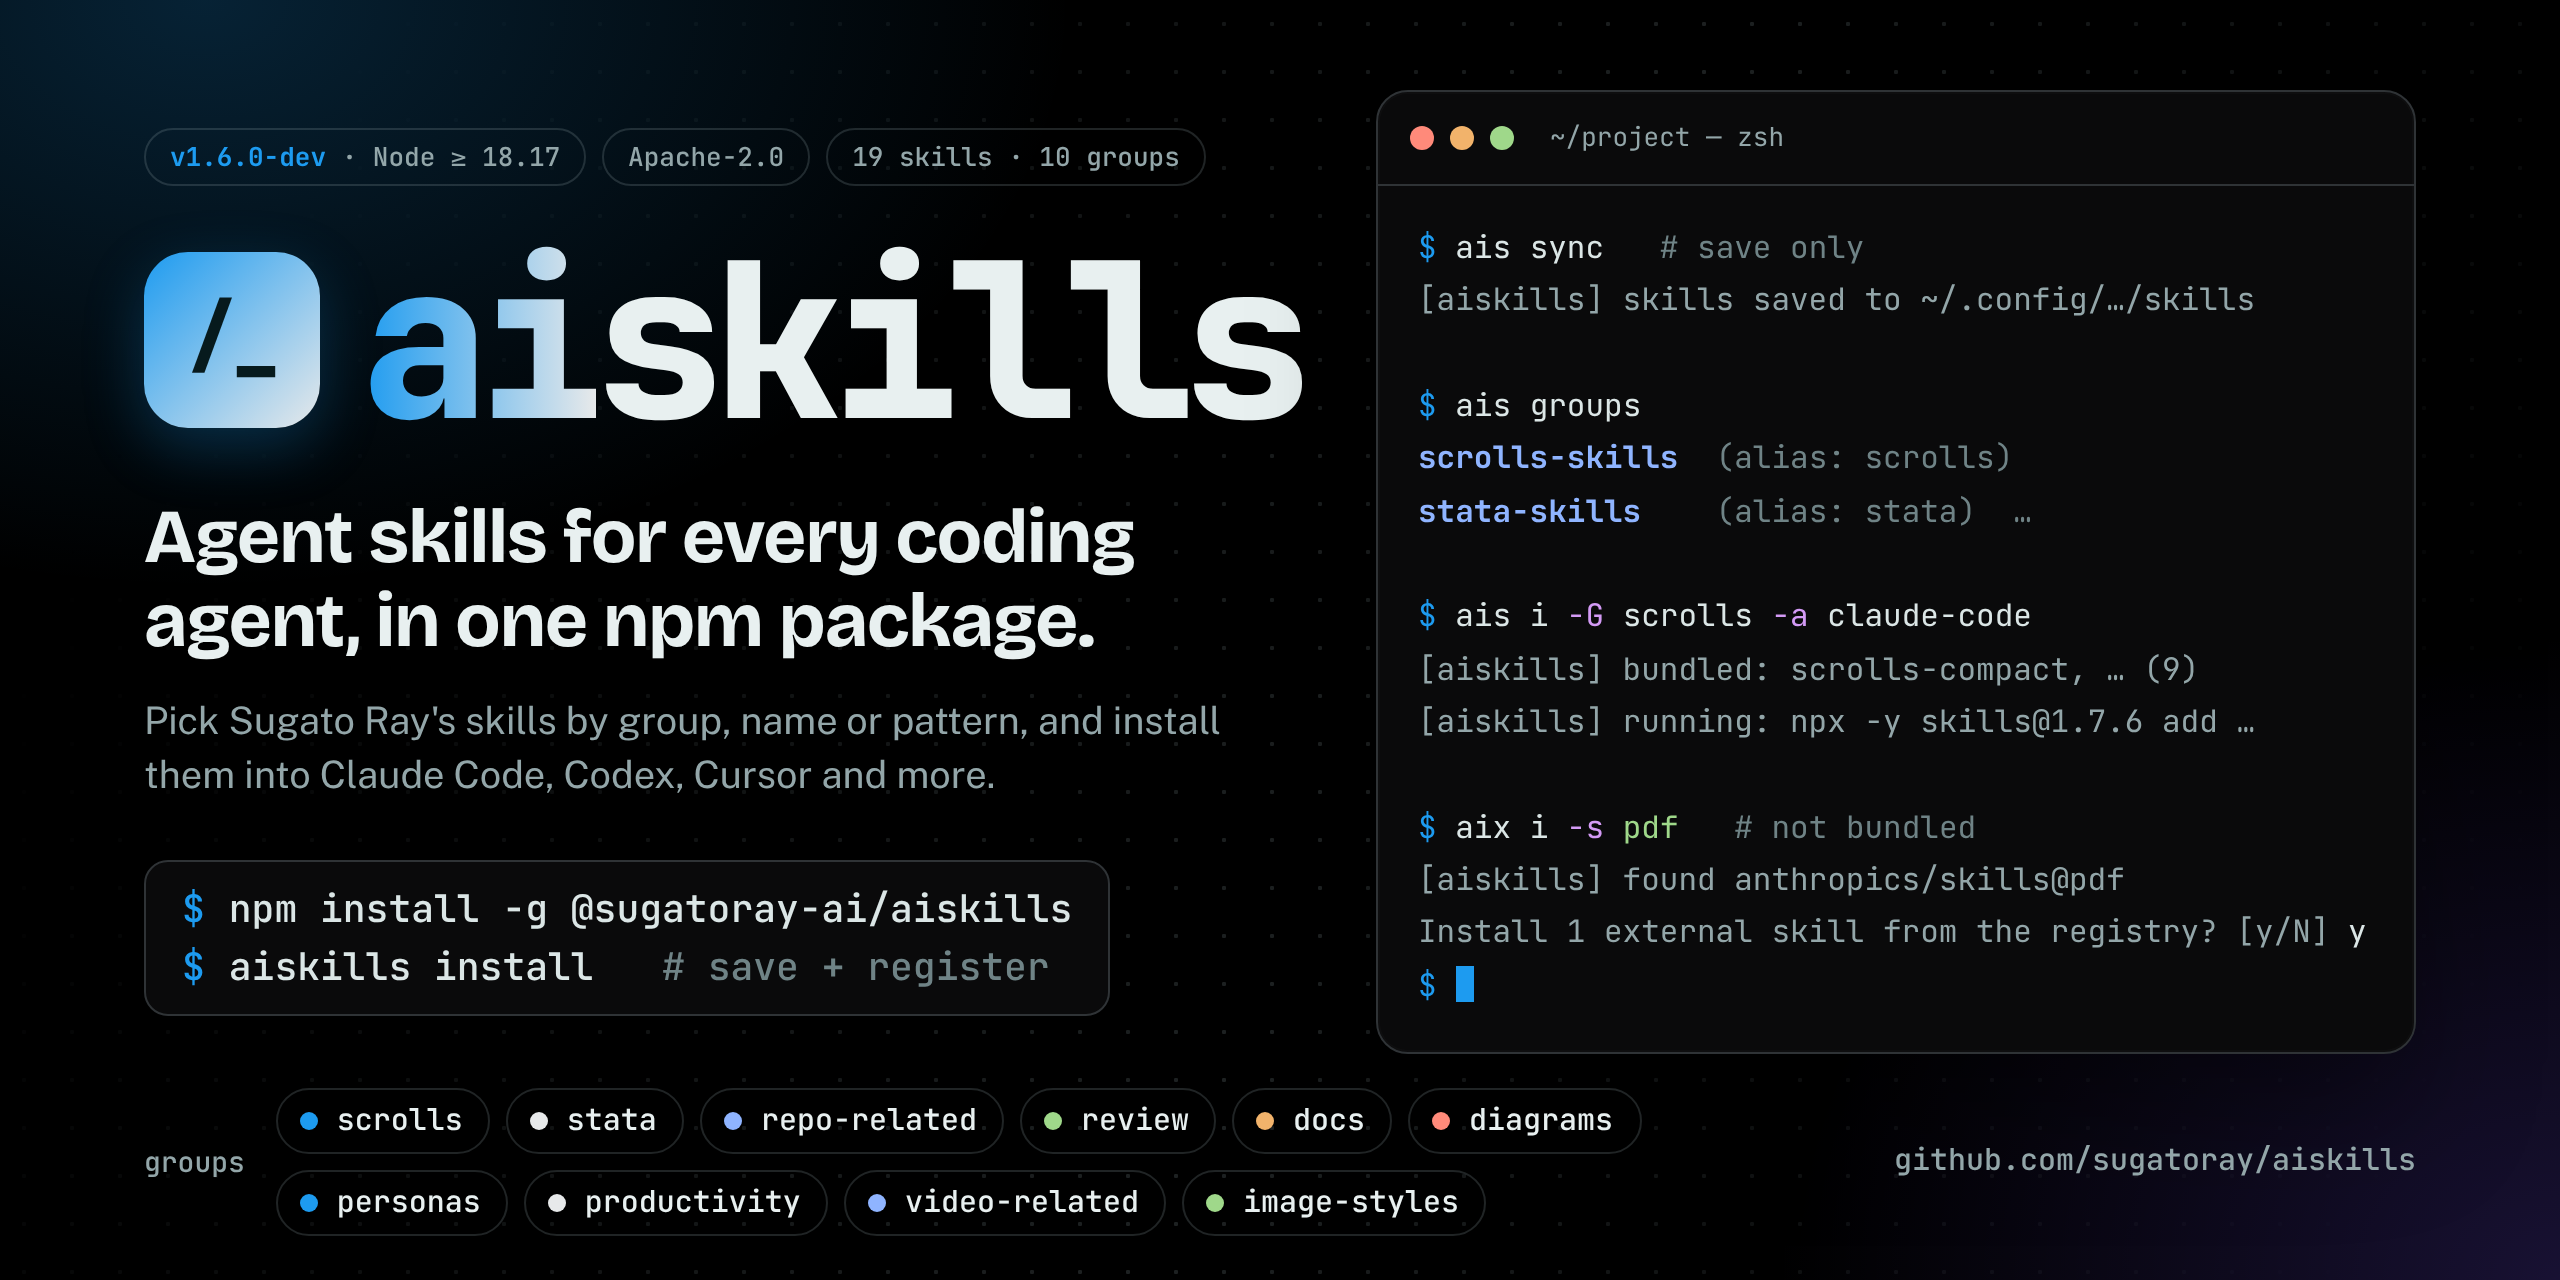 v1.6.0-dev · Node ≥ 18.17
Apache-2.0
19 skills · 10 groups
/_
aiskills
Agent skills for every coding
agent, in one npm package.
Pick Sugato Ray's skills by group, name or pattern, and install
them into Claude Code, Codex, Cursor and more.
$ npm install -g @sugatoray-ai/aiskills
$ aiskills install   # save + register
~/project — zsh
$ ais sync   # save only
[aiskills] skills saved to ~/.config/…/skills
$ ais groups
scrolls-skills  (alias: scrolls)
stata-skills    (alias: stata)  …
$ ais i -G scrolls -a claude-code
[aiskills] bundled: scrolls-compact, … (9)
[aiskills] running: npx -y skills@1.7.6 add …
$ aix i -s pdf   # not bundled
[aiskills] found anthropics/skills@pdf
Install 1 external skill from the registry? [y/N] y
$
groups
scrolls
stata
repo-related
review
docs
diagrams
personas
productivity
video-related
image-styles
github.com/sugatoray/aiskills